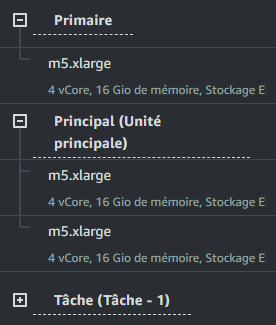 Primaire
m5.xlarge
4 vCore, 16 Gio de mémoire, Stockage E
Principal (Unité
principale)
m5.xlarge
4 vCore, 16 Gio de mémoire, Stockage E
m5.xlarge
4 vCore, 16 Gio de mémoire, Stockage E
Tâche (Tâche - 1)